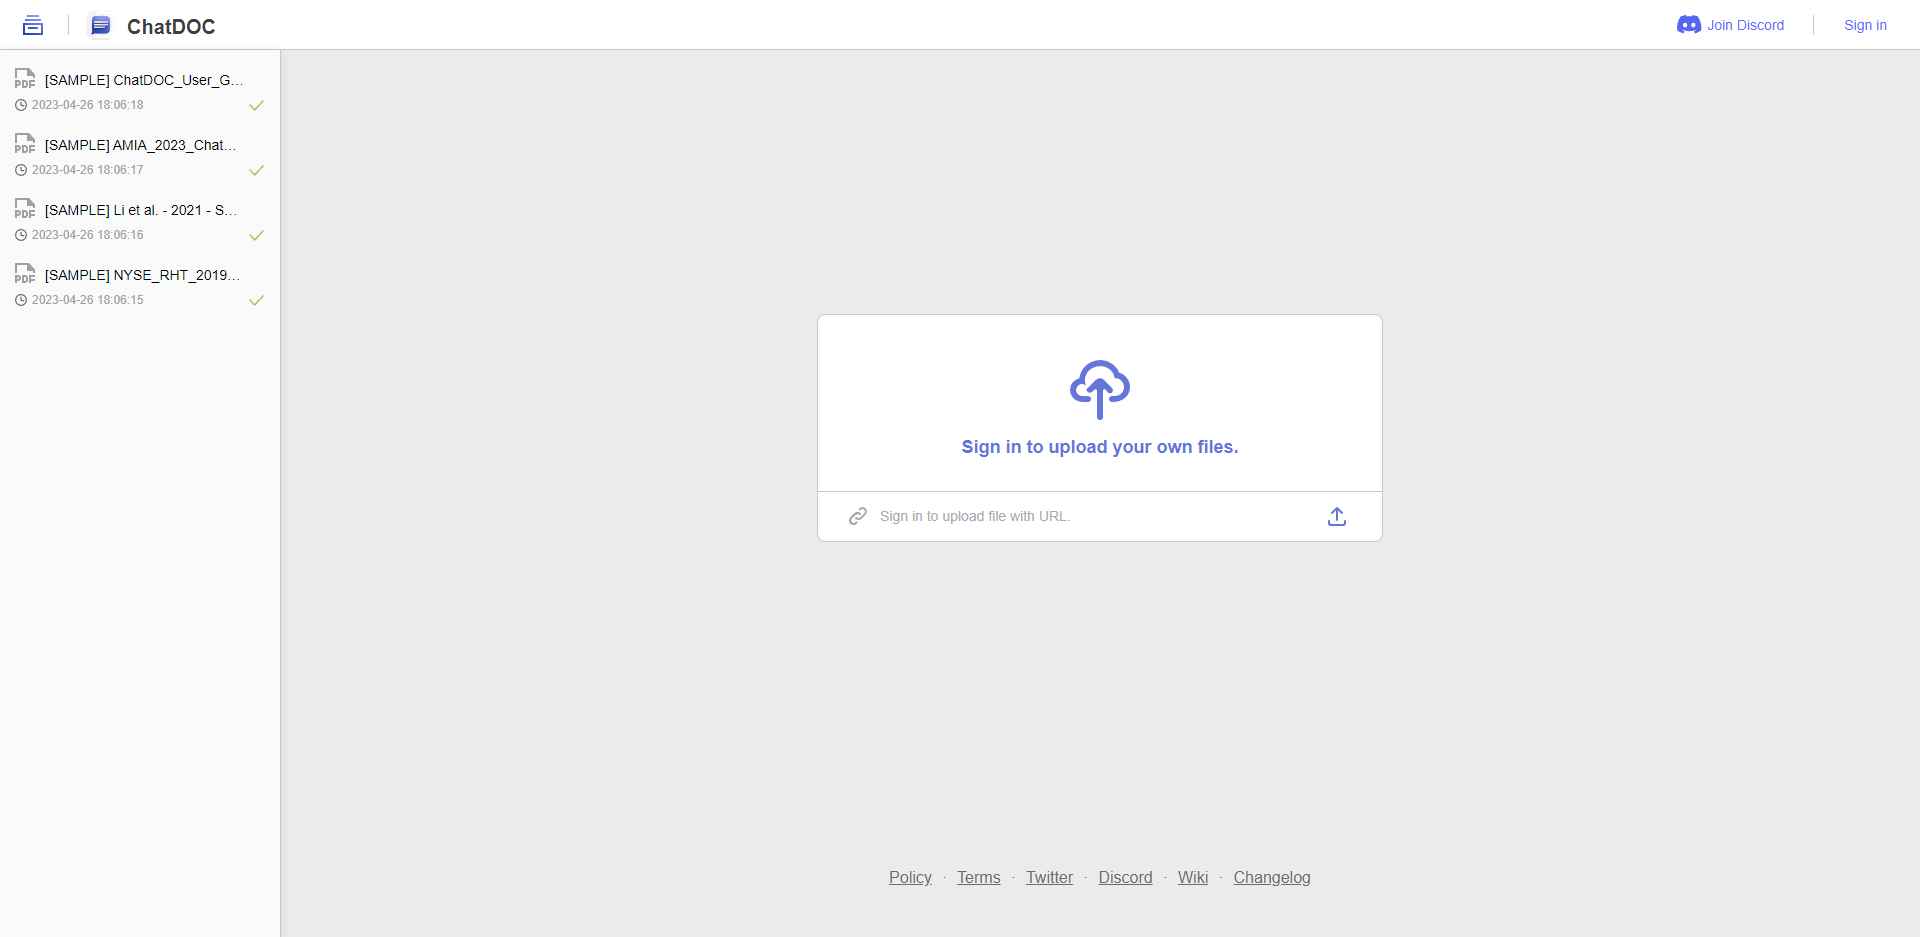 ChatDOC
Join Discord
Sign in
PDF [SAMPLE] ChatDOC_User_G...
2023-04-26 18:06:18
PDF [SAMPLE] AMIA_2023_Chat...
2023-04-26 18:06:17
PDF [SAMPLE] Li et al. - 2021 - S...
2023-04-26 18:06:16
PDF [SAMPLE] NYSE_RHT_2019...
2023-04-26 18:06:15
Sign in to upload your own files.
Sign in to upload file with URL.
Policy · Terms · Twitter · Discord · Wiki · Changelog